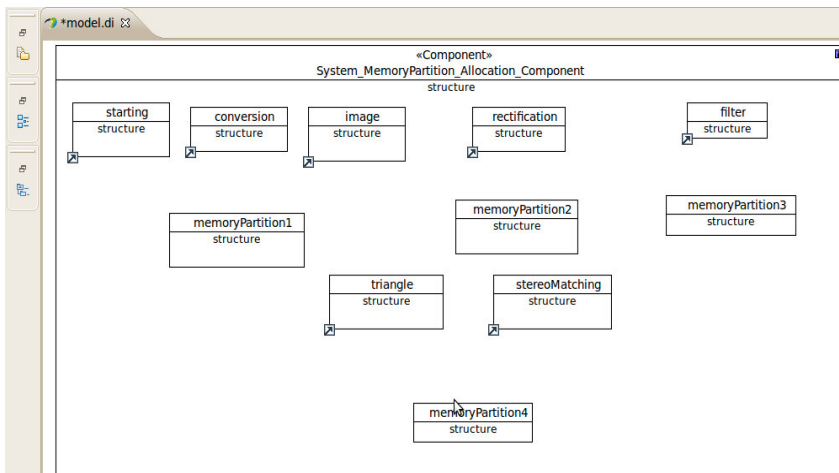 *model.di
«Component»
System_MemoryPartition_Allocation_Component
structure
starting
structure
conversion
structure
image
structure
rectification
structure
filter
structure
memoryPartition1
structure
memoryPartition2
structure
memoryPartition3
structure
triangle
structure
stereoMatching
structure
memoryPartition4
structure